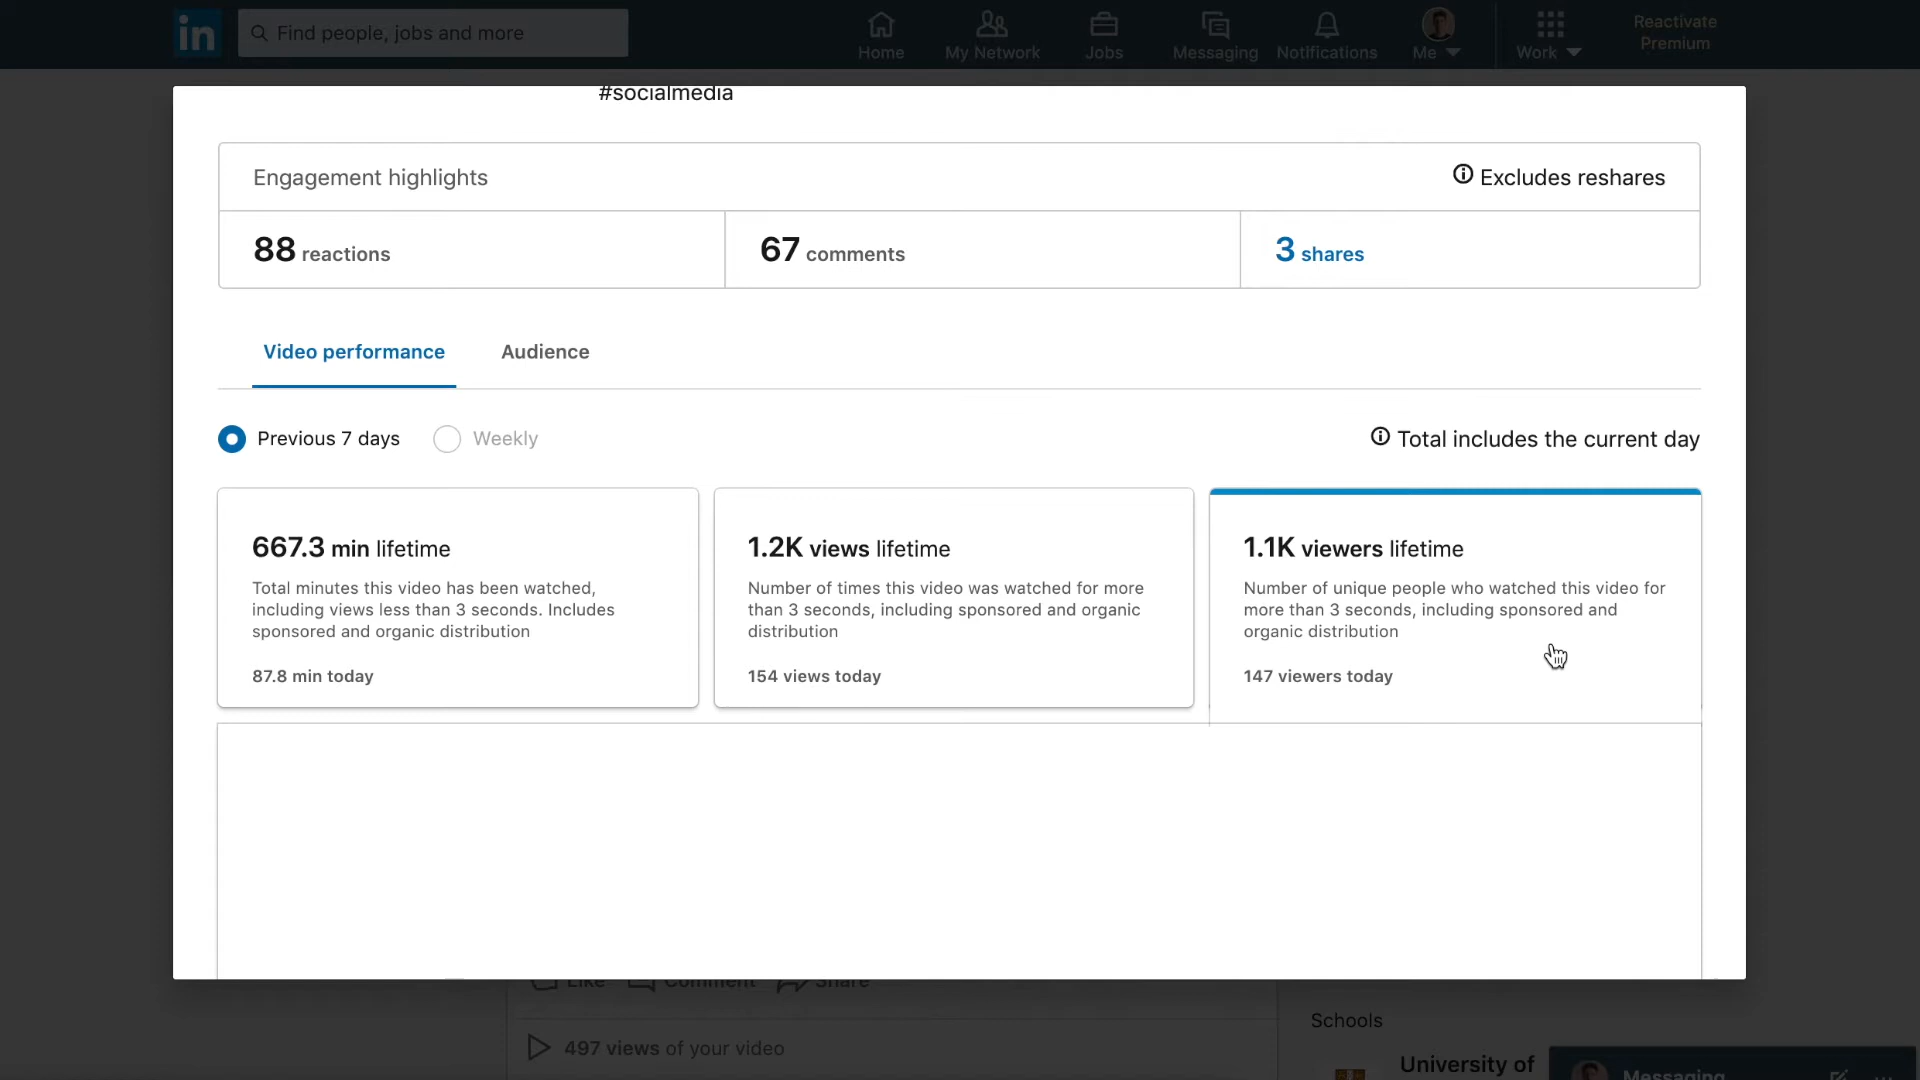 in
Find people, jobs and more
Home
My Network
Jobs
Messaging
Notifications
Me
Work
Reactivate
Premium
#socialmedia
Engagement highlights
Excludes reshares
88 reactions
67 comments
3 shares
Video performance
Audience
Previous 7 days
Weekly
Total includes the current day
667.3 min lifetime
Total minutes this video has been watched,
including views less than 3 seconds. Includes
sponsored and organic distribution
87.8 min today
1.2K views lifetime
Number of times this video was watched for more
than 3 seconds, including sponsored and organic
distribution
154 views today
1.1K viewers lifetime
Number of unique people who watched this video for
more than 3 seconds, including sponsored and
organic distribution
147 viewers today
Like
Comment
Share
497 views of your video
Schools
University of
Messaging